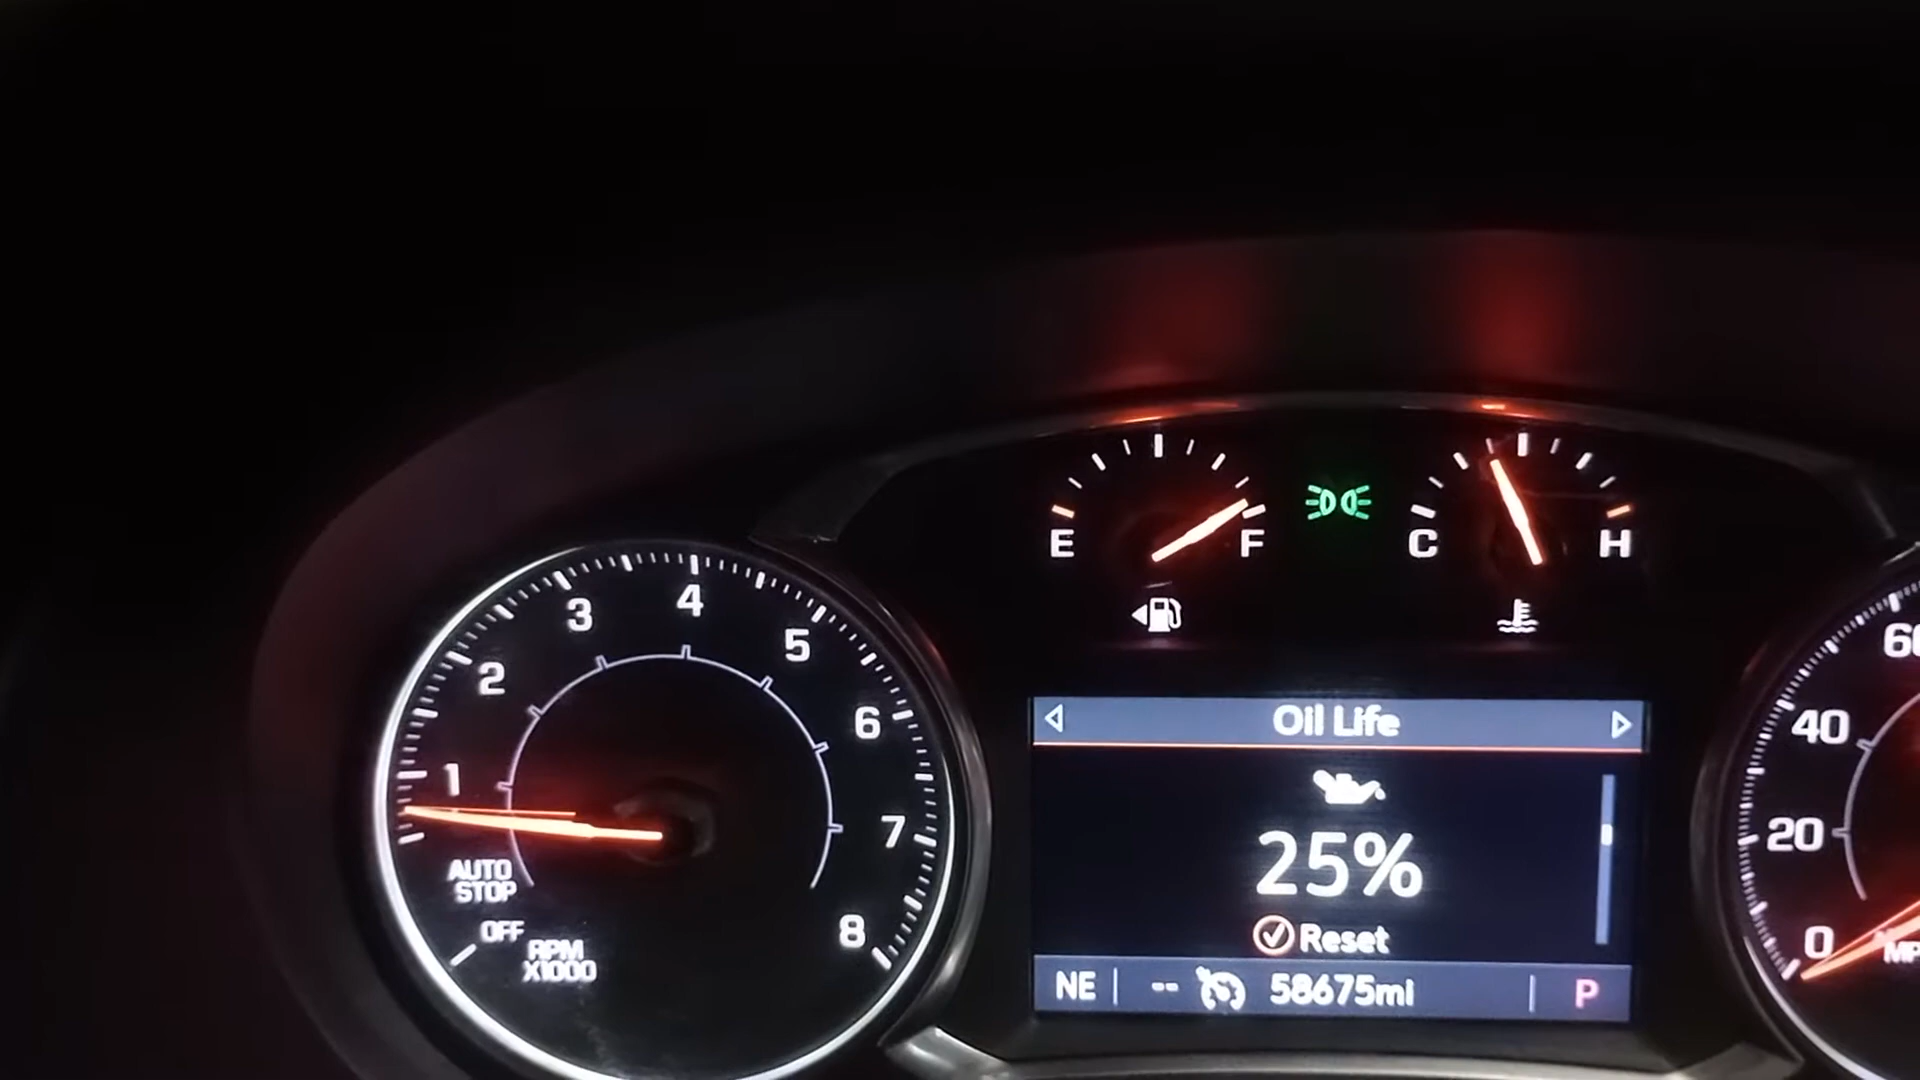 E
F
C
H
1
2
3
4
5
6
7
8
AUTO
STOP
OFF
RPM
X1000
Oil Life
25%
Reset
NE
--
58675mi
P
0
20
40